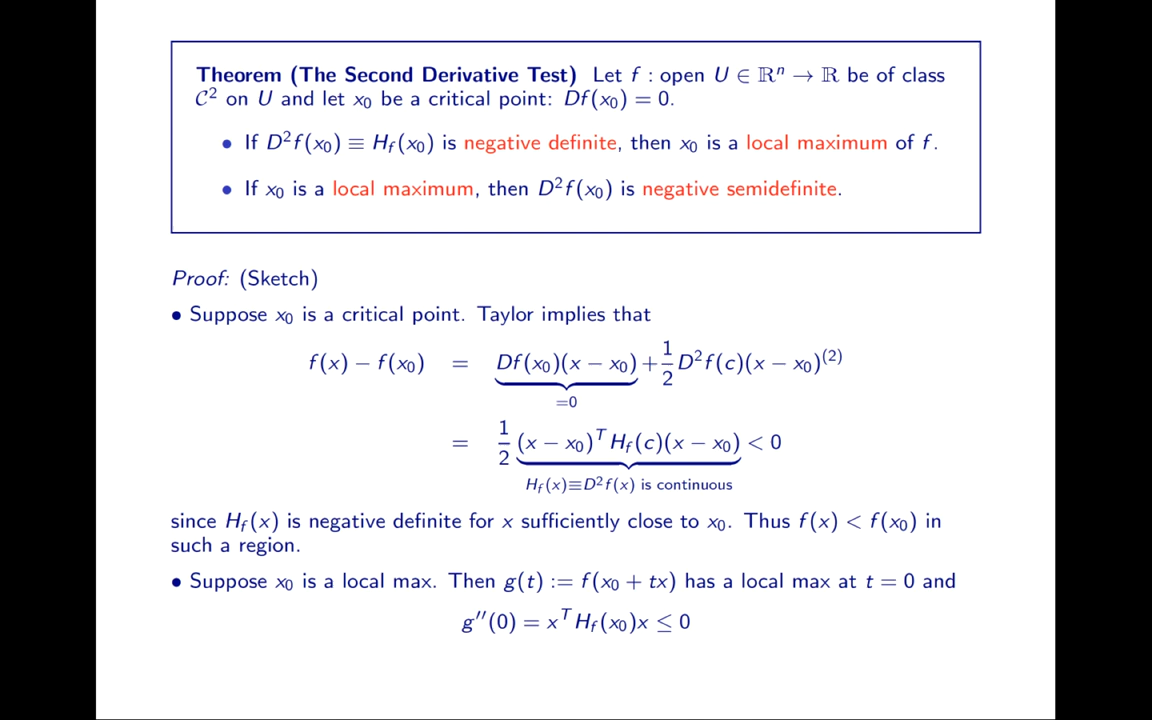 Theorem (The Second Derivative Test) Let f : open U ∈ ℝⁿ → ℝ be of class
𝒞² on U and let x₀ be a critical point: Df(x₀) = 0.
• If D²f(x₀) ≡ H_f(x₀) is negative definite, then x₀ is a local maximum of f.
• If x₀ is a local maximum, then D²f(x₀) is negative semidefinite.
Proof: (Sketch)
• Suppose x₀ is a critical point. Taylor implies that
f(x) − f(x₀) = Df(x₀)(x − x₀) + 1/2 D²f(c)(x − x₀)⁽²⁾
=0
= 1/2 (x − x₀)ᵀ H_f(c)(x − x₀) < 0
H_f(x)≡D²f(x) is continuous
since H_f(x) is negative definite for x sufficiently close to x₀. Thus f(x) < f(x₀) in
such a region.
• Suppose x₀ is a local max. Then g(t) := f(x₀ + tx) has a local max at t = 0 and
g′′(0) = xᵀ H_f(x₀)x ≤ 0